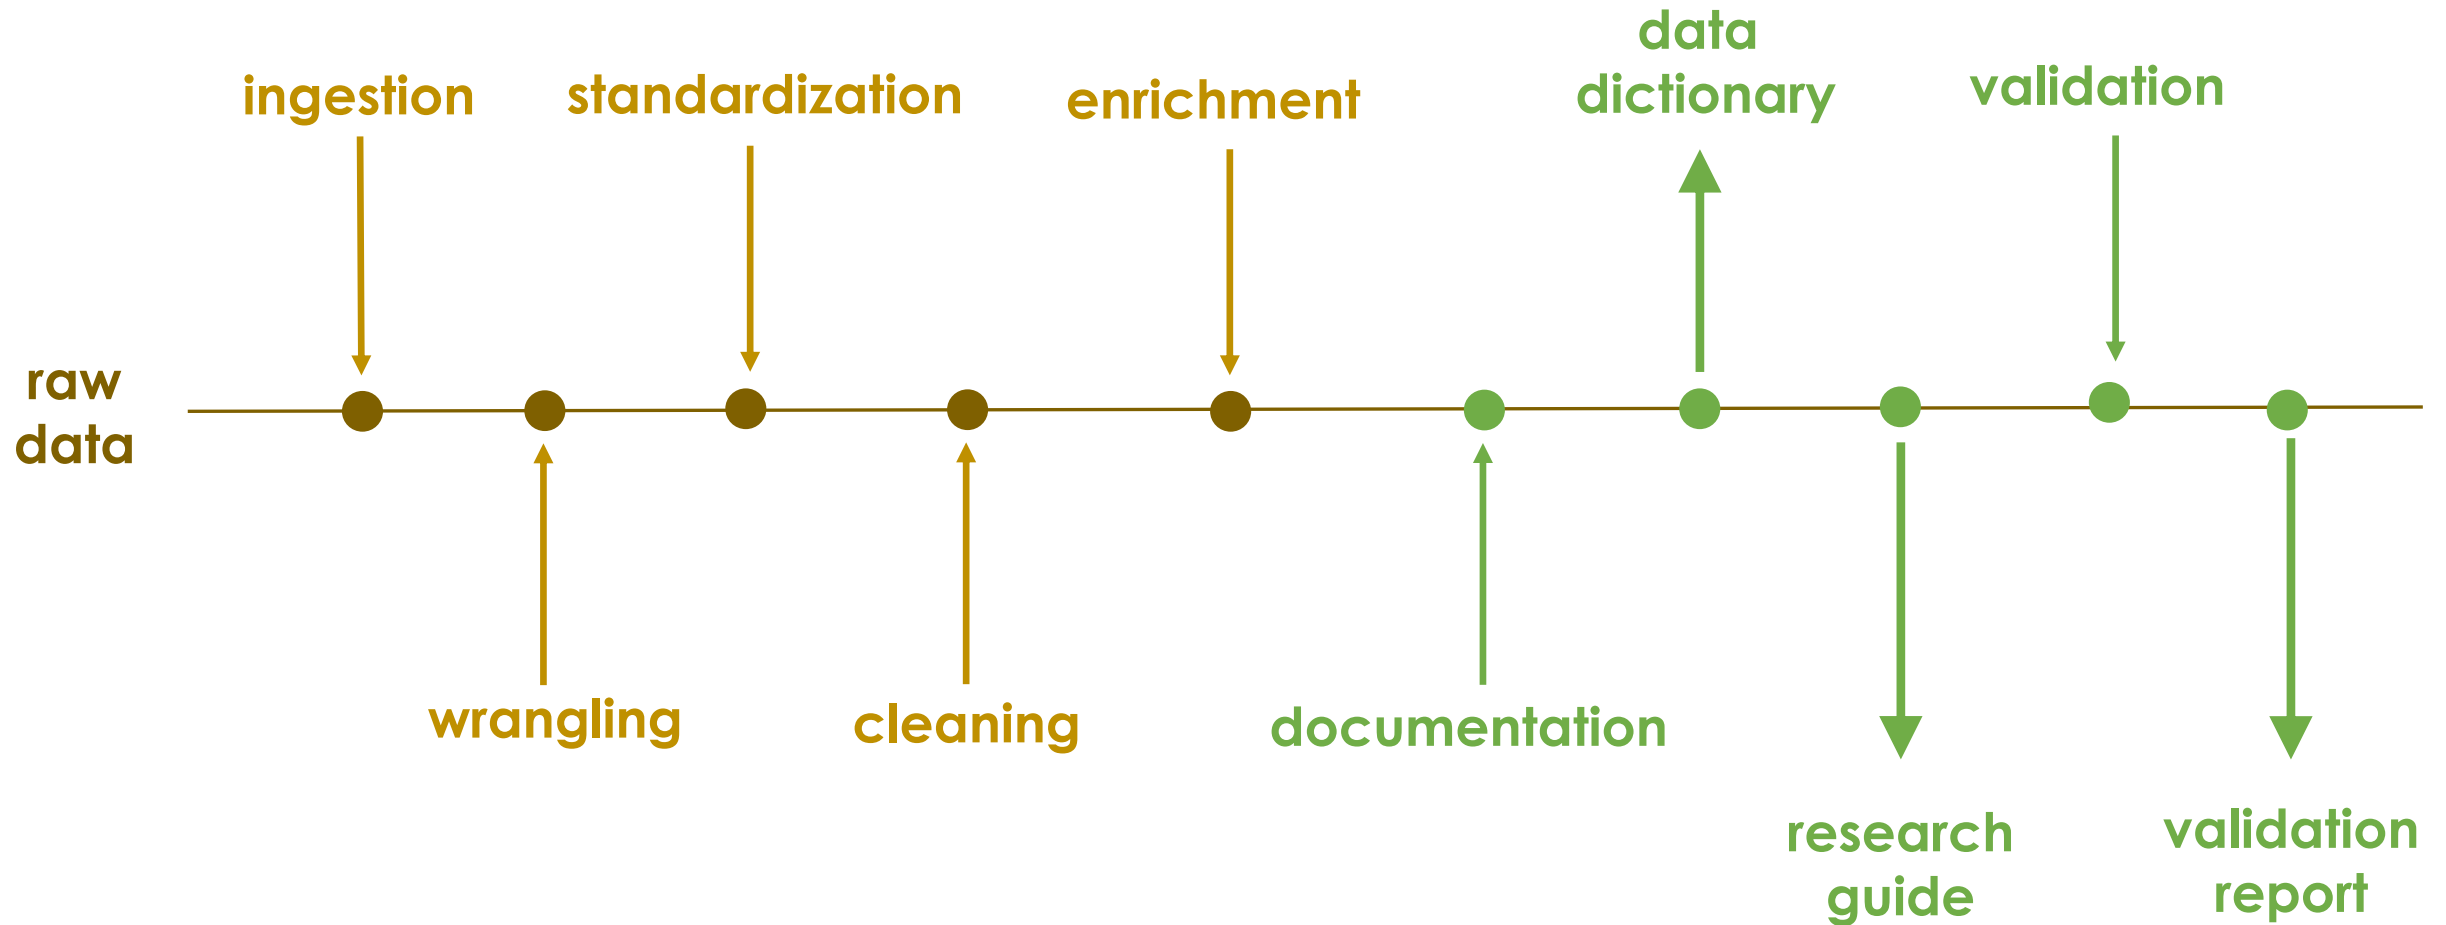 data
dictionary
ingestion
standardization
enrichment
validation
raw
data
wrangling
cleaning
documentation
research
guide
validation
report